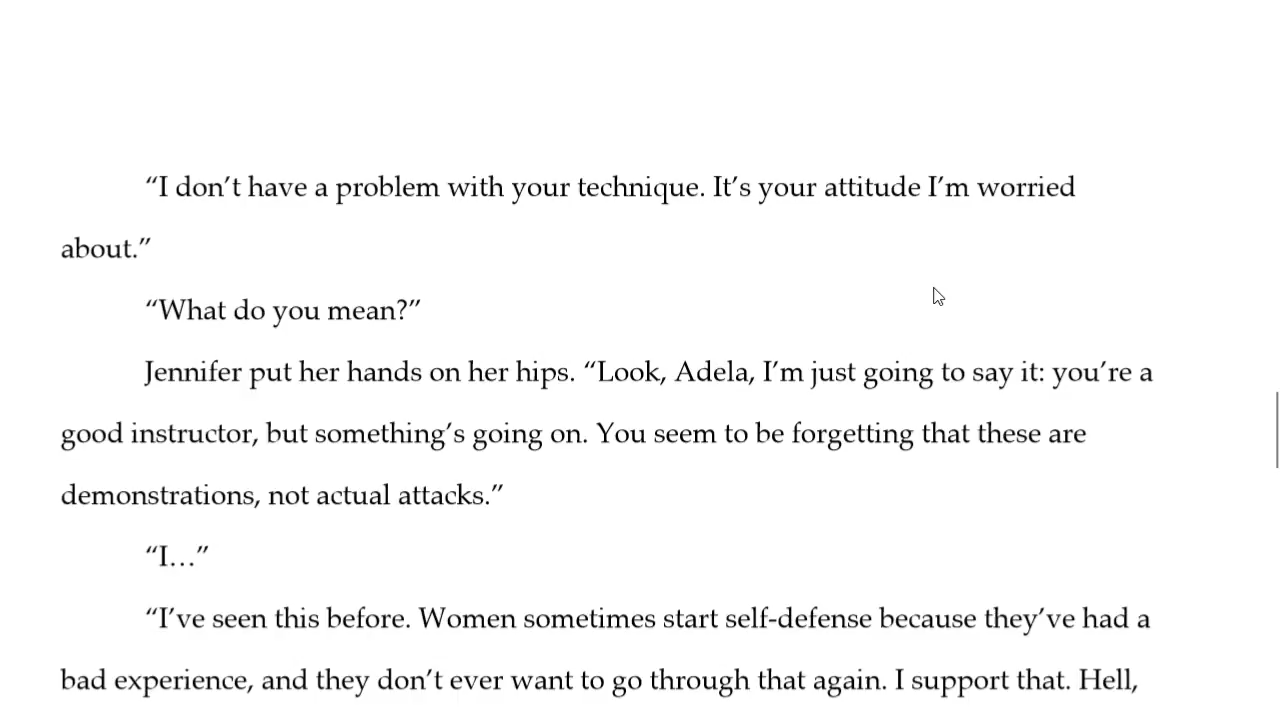 “I don’t have a problem with your technique. It’s your attitude I’m worried
about.”
“What do you mean?”
Jennifer put her hands on her hips. “Look, Adela, I’m just going to say it: you’re a
good instructor, but something’s going on. You seem to be forgetting that these are
demonstrations, not actual attacks.”
“I…”
“I’ve seen this before. Women sometimes start self-defense because they’ve had a
bad experience, and they don’t ever want to go through that again. I support that. Hell,